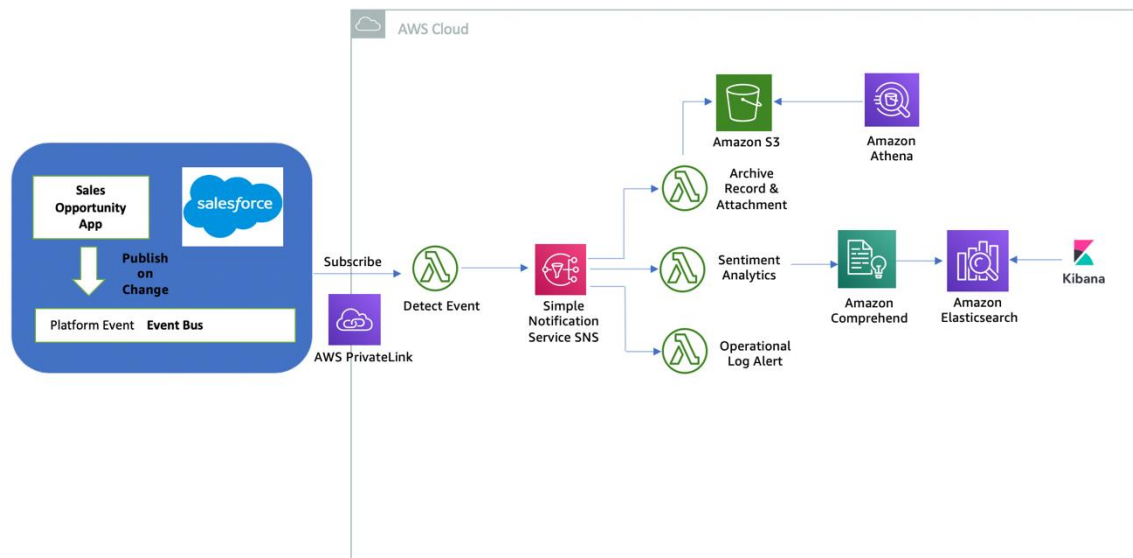 AWS Cloud
Sales
Opportunity
App
salesforce
Publish
on
Change
Platform Event Event Bus
Subscribe
AWS PrivateLink
Detect Event
Simple
Notification
Service SNS
Amazon S3
Amazon
Athena
Archive
Record &
Attachment
Sentiment
Analytics
Amazon
Comprehend
Amazon
Elasticsearch
Kibana
Operational
Log Alert